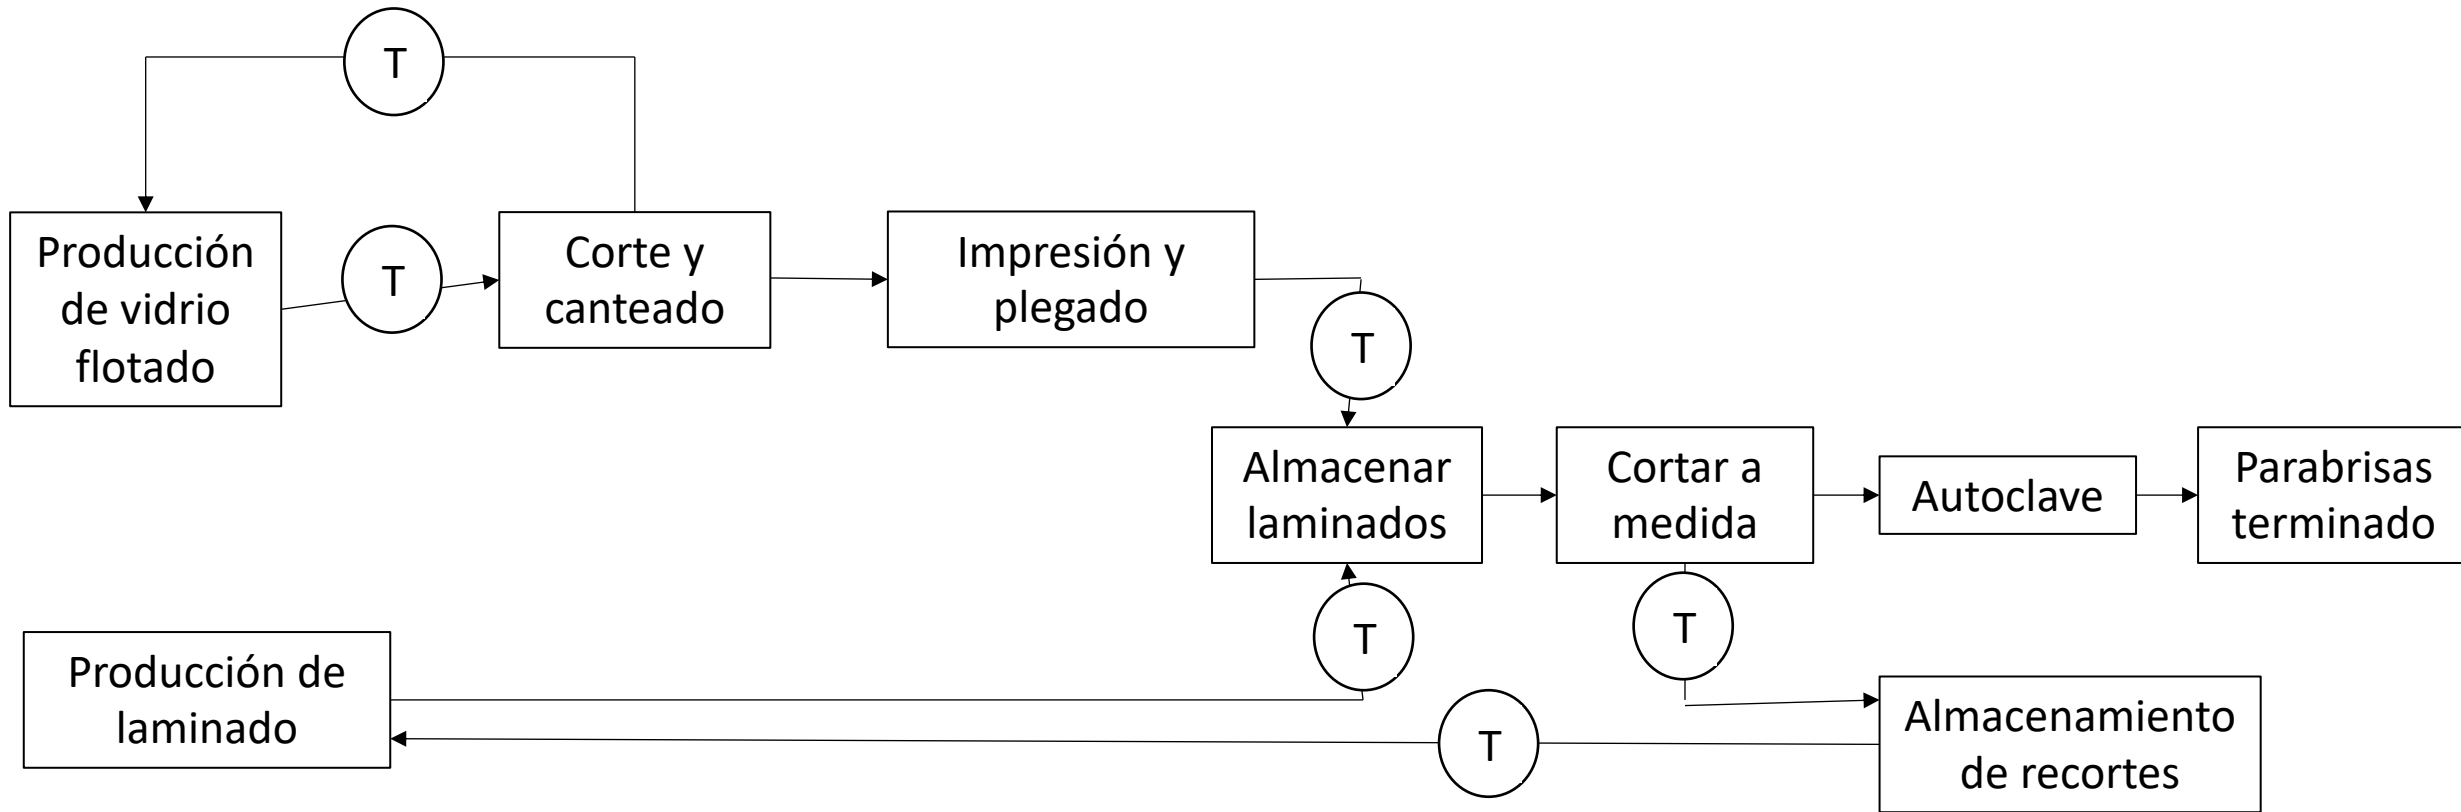 T
Producción
de vidrio
flotado
T
Corte y
canteado
Impresión y
plegado
T
Almacenar
laminados
Cortar a
medida
Autoclave
Parabrisas
terminado
Producción de
laminado
T
T
T
Almacenamiento
de recortes